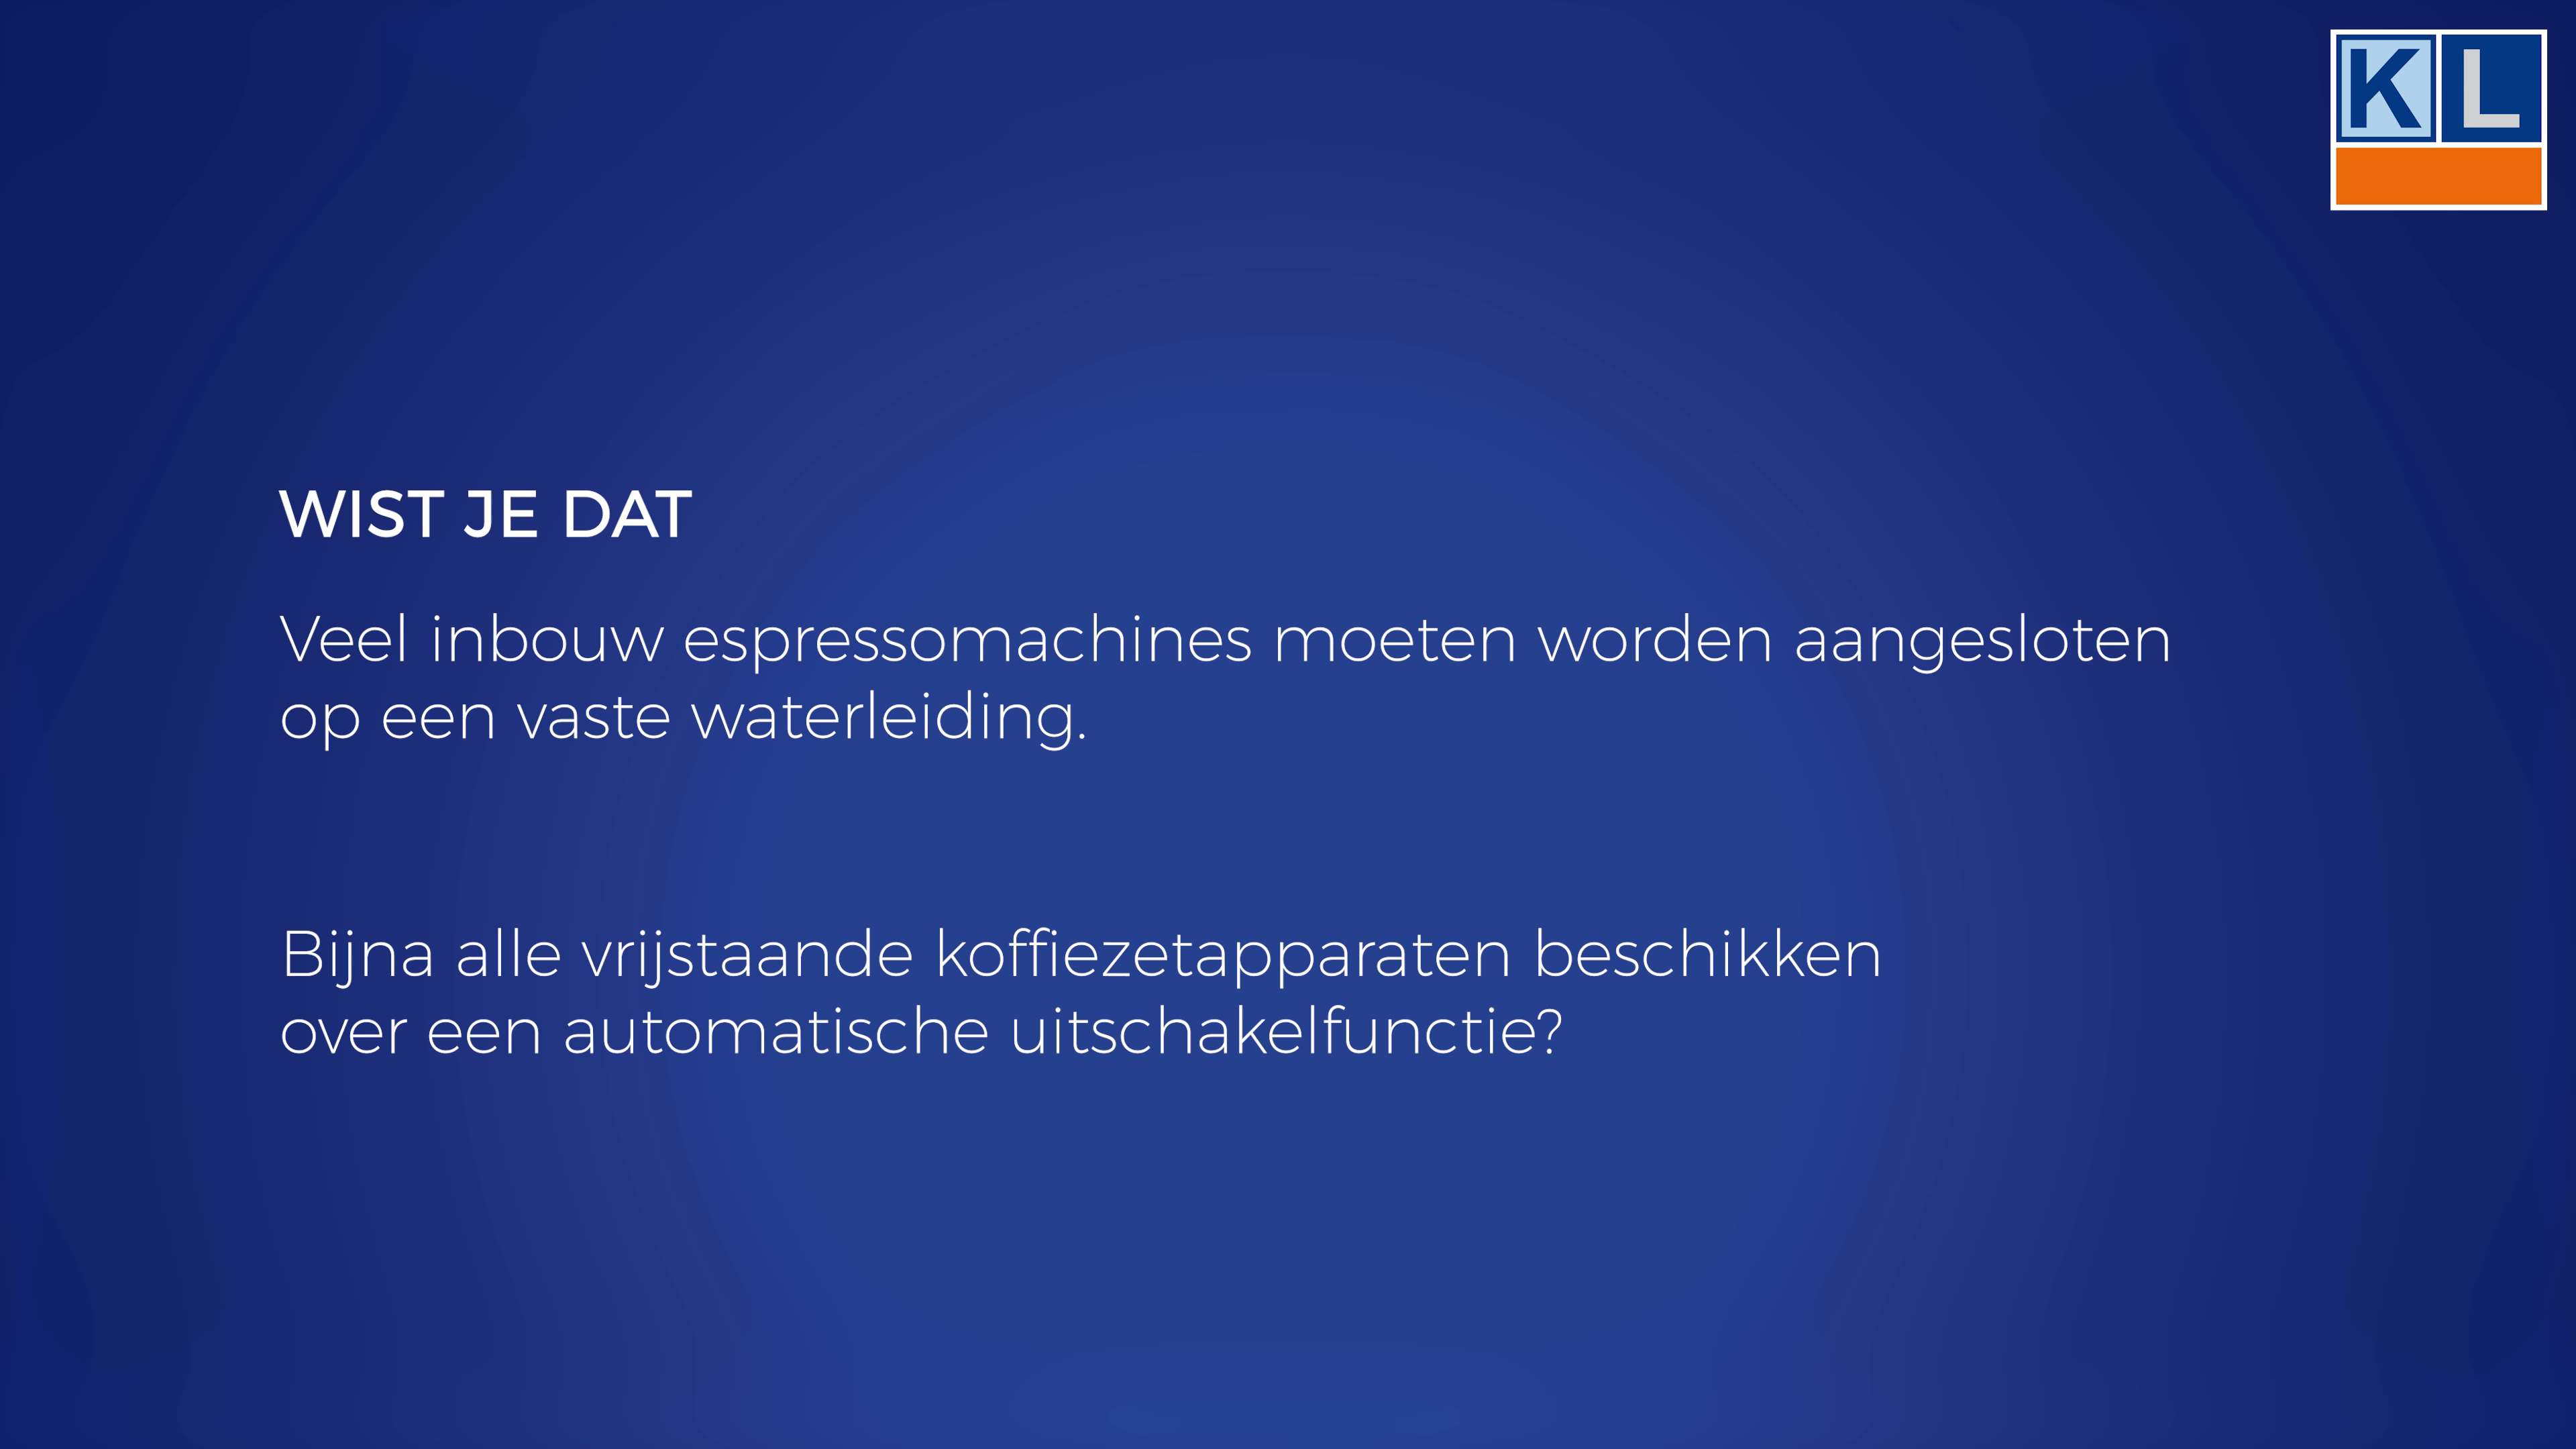 KL
WIST JE DAT
Veel inbouw espressomachines moeten worden aangesloten
op een vaste waterleiding.
Bijna alle vrijstaande koffiezetapparaten beschikken
over een automatische uitschakelfunctie?